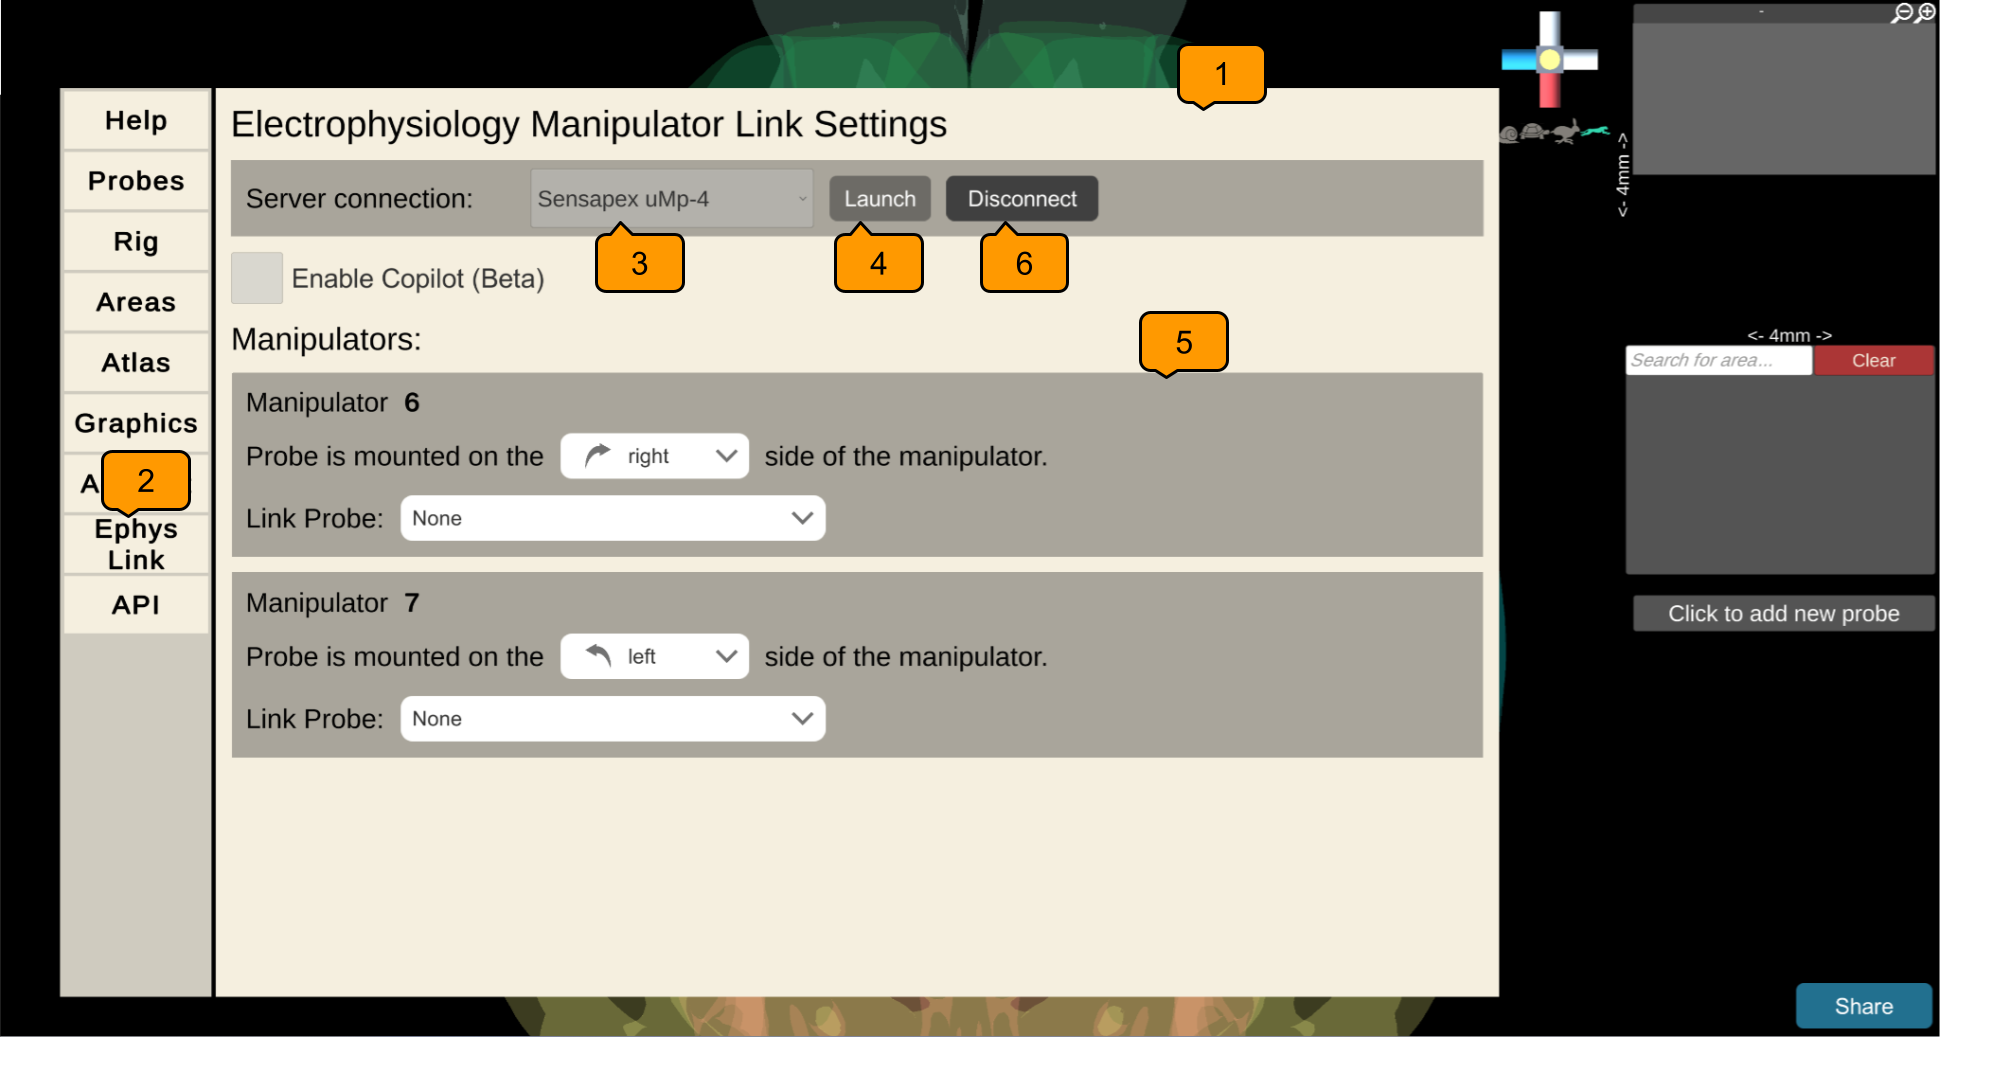 -
1
Help
Probes
Rig
Areas
Atlas
Graphics
A
2
Ephys
Link
API
Electrophysiology Manipulator Link Settings
Server connection: Sensapex uMp-4 Launch Disconnect
3 4 6
Enable Copilot (Beta)
Manipulators:
5
Manipulator 6
Probe is mounted on the right side of the manipulator.
Link Probe: None
Manipulator 7
Probe is mounted on the left side of the manipulator.
Link Probe: None
<- 4mm ->
<- 4mm ->
Search for area... Clear
Click to add new probe
Share